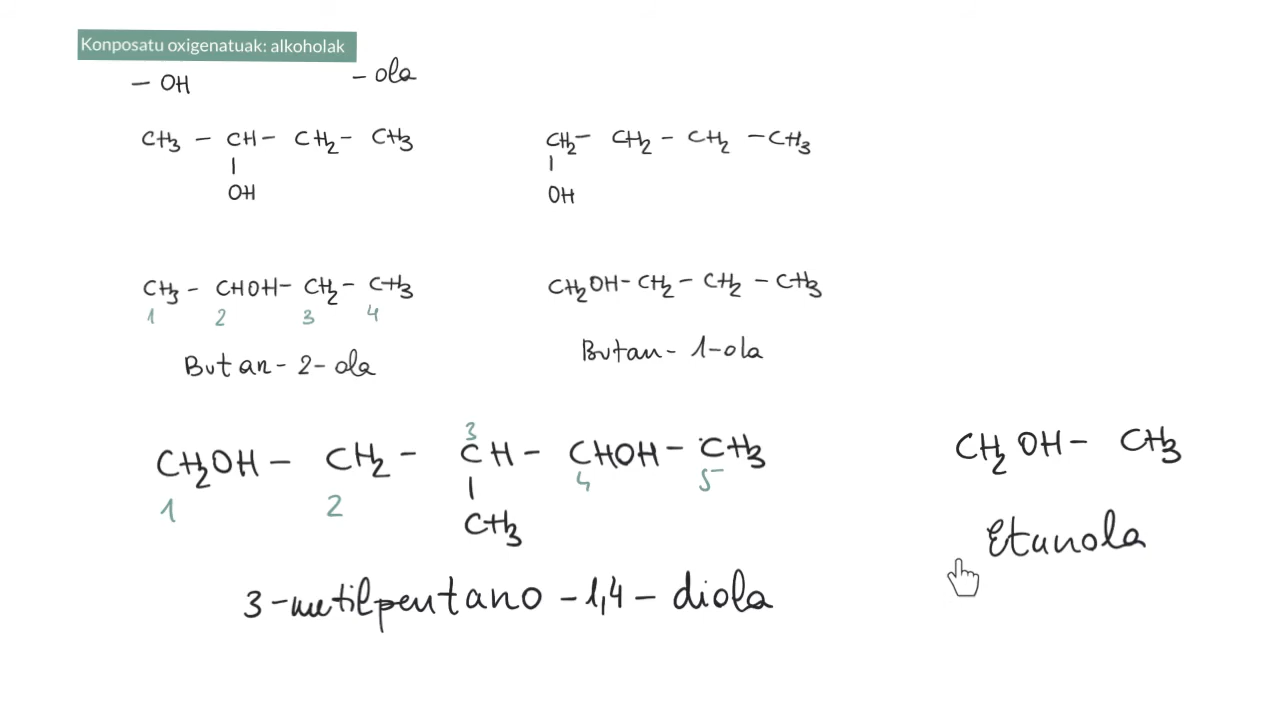 Konposatu oxigenatuak: alkoholak
– OH – ola
CH₃ – CH – CH₂ – CH₃
|
OH
CH₂ – CH₂ – CH₂ – CH₃
|
OH
CH₃ – CHOH – CH₂ – CH₃
1 2 3 4
Butan – 2 – ola
CH₂OH – CH₂ – CH₂ – CH₃
Butan – 1 – ola
3
CH₂OH – CH₂ – CH – CHOH – CH₃
1 2 | 4 5
CH₃
3-metilpentano – 1,4 – diola
CH₂OH – CH₃
Etanola